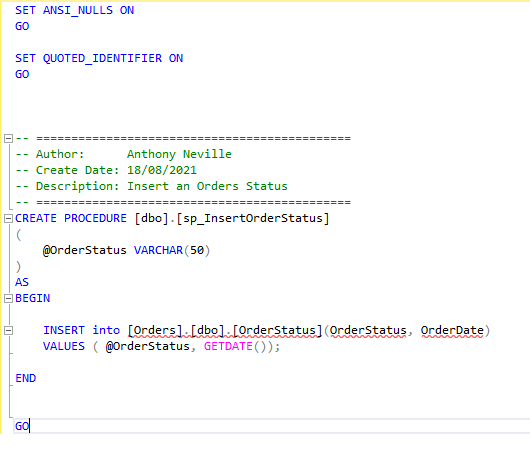 SET ANSI_NULLS ON
GO
SET QUOTED_IDENTIFIER ON
GO
-- =============================================
-- Author:      Anthony Neville
-- Create Date: 18/08/2021
-- Description: Insert an Orders Status
-- =============================================
CREATE PROCEDURE [dbo].[sp_InsertOrderStatus]
(
    @OrderStatus VARCHAR(50)
)
AS
BEGIN
    INSERT into [Orders].[dbo].[OrderStatus](OrderStatus, OrderDate)
    VALUES ( @OrderStatus, GETDATE());
END
GO